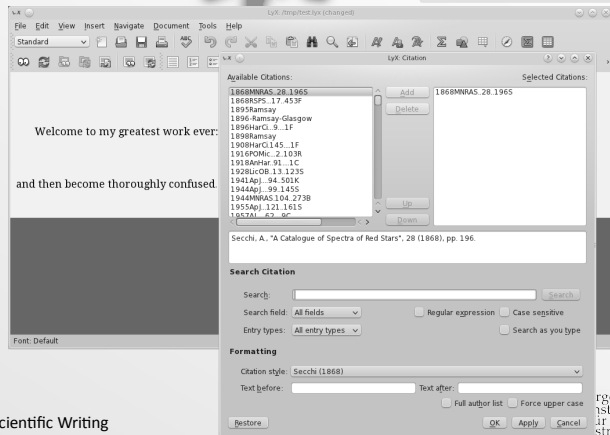 LyX: /tmp/test.lyx (changed)
File Edit View Insert Navigate Document Tools Help
Standard
LyX: Citation
Available Citations:
Selected Citations:
1868MNRAS..28..196S
1868RSPS...17..453F
1895Ramsay
1896-Ramsay-Glasgow
1896HarCi...9....1F
1898Ramsay
1908HarCi.145....1F
1916POMic...2.103R
1918AnHar..91....1C
1928LicOB..13..123S
1941ApJ....94..501K
1944ApJ....99..145S
1944MNRAS.104..273B
1955ApJ...121..161S
1957AJ.....62....9C
Add
Delete
Up
Down
1868MNRAS..28..196S
Welcome to my greatest work ever:
and then become thoroughly confused.
Secchi, A., "A Catalogue of Spectra of Red Stars", 28 (1868), pp. 196.
Search Citation
Search:
Search
Search field: All fields
Regular expression
Case sensitive
Entry types: All entry types
Search as you type
Formatting
Citation style: Secchi (1868)
Text before:
Text after:
Full author list
Force upper case
Restore
OK
Apply
Cancel
Font: Default
cientific Writing